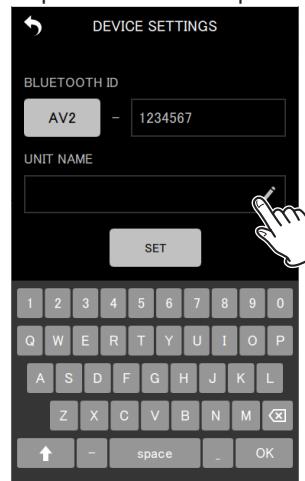 DEVICE SETTINGS
BLUETOOTH ID
AV2 - 1234567
UNIT NAME
SET
1 2 3 4 5 6 7 8 9 0
Q W E R T Y U I O P
A S D F G H J K L
Z X C V B N M
- space _ OK